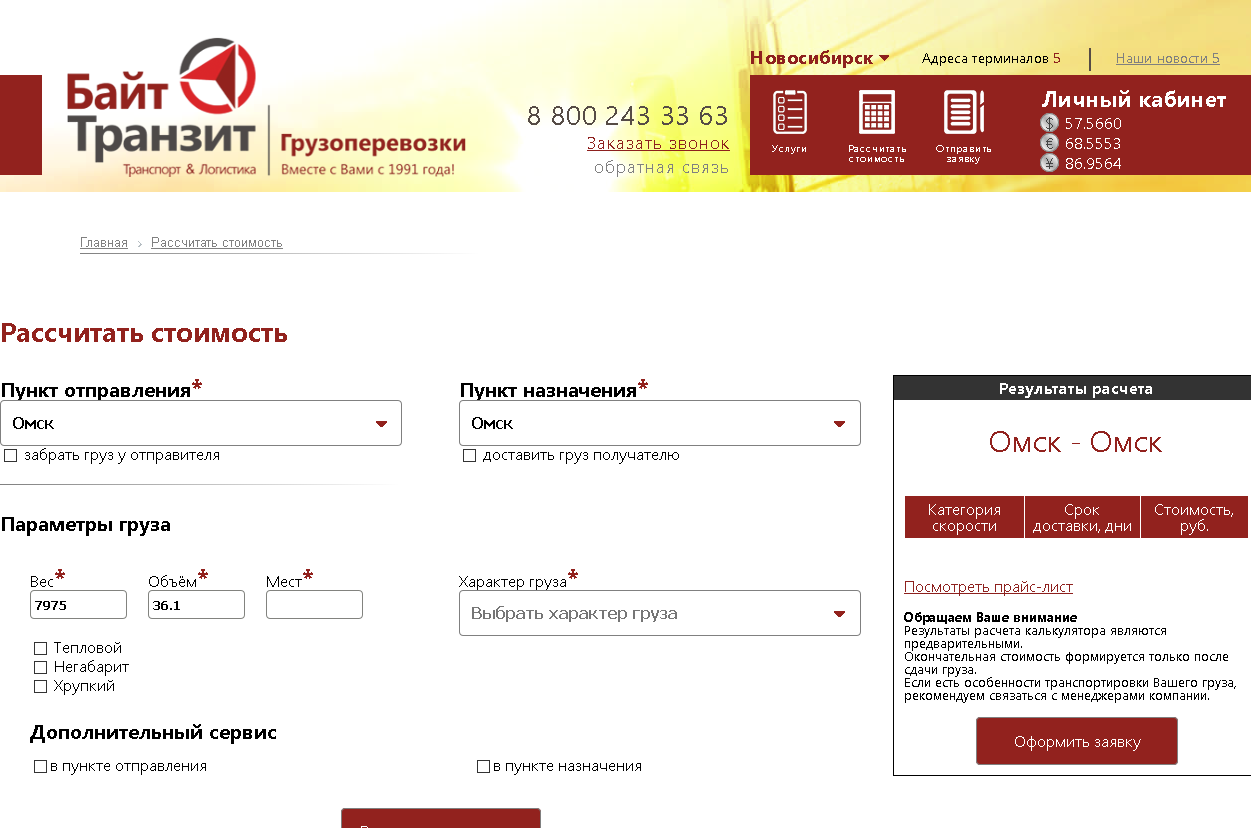 Байт
Транзит
Транспорт & Логистика
Грузоперевозки
Вместе с Вами с 1991 года!
8 800 243 33 63
Заказать звонок
обратная связь
Новосибирск
Адреса терминалов 5
Наши новости 5
Услуги
Рассчитать
стоимость
Отправить
заявку
Личный кабинет
$ 57.5660
€ 68.5553
¥ 86.9564
Главная > Рассчитать стоимость
Рассчитать стоимость
Пункт отправления*
Омск
забрать груз у отправителя
Пункт назначения*
Омск
доставить груз получателю
Параметры груза
Вес*
7975
Объём*
36.1
Мест*
Характер груза*
Выбрать характер груза
Тепловой
Негабарит
Хрупкий
Дополнительный сервис
в пункте отправления
в пункте назначения
Результаты расчета
Омск - Омск
Категория
скорости
Срок
доставки, дни
Стоимость,
руб.
Посмотреть прайс-лист
Обращаем Ваше внимание
Результаты расчета калькулятора являются
предварительными.
Окончательная стоимость формируется только после
сдачи груза.
Если есть особенности транспортировки Вашего груза,
рекомендуем связаться с менеджерами компании.
Оформить заявку